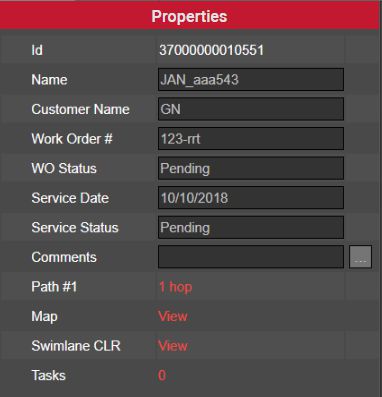 Properties
Id 37000000010551
Name JAN_aaa543
Customer Name GN
Work Order # 123-rrt
WO Status Pending
Service Date 10/10/2018
Service Status Pending
Comments ...
Path #1 1 hop
Map View
Swimlane CLR View
Tasks 0